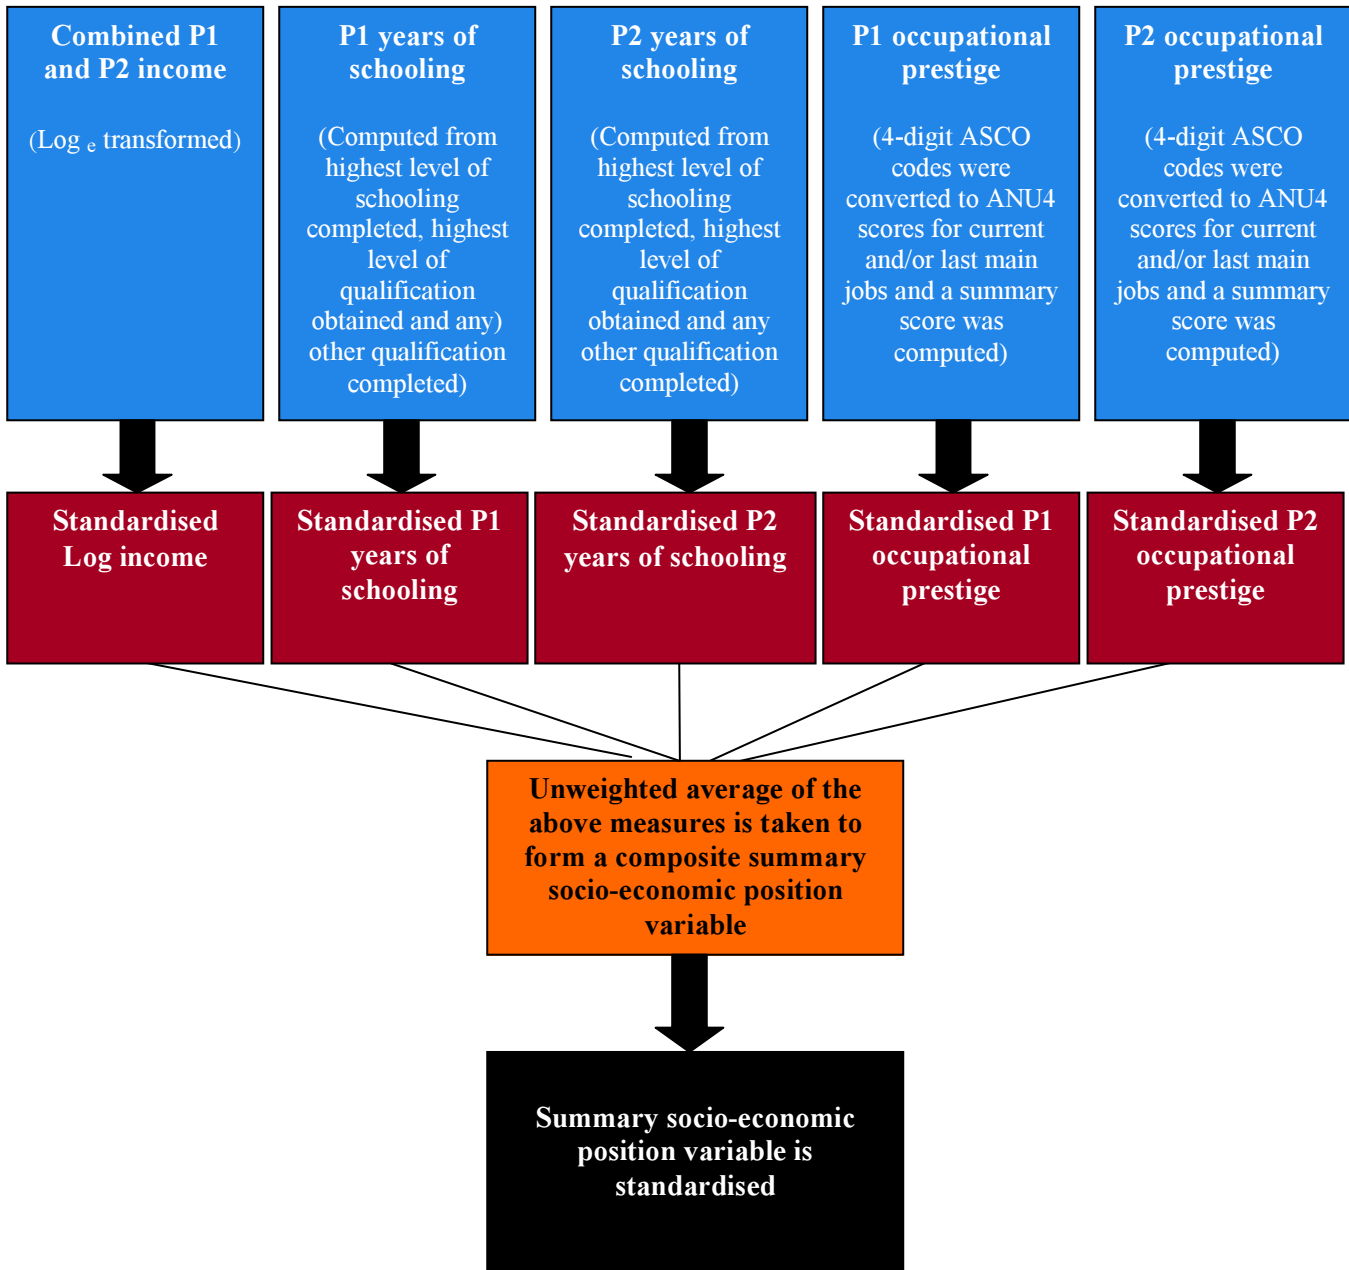 Combined P1
and P2 income
(Log e transformed)
P1 years of
schooling
(Computed from
highest level of
schooling
completed, highest
level of
qualification
obtained and any)
other qualification
completed)
P2 years of
schooling
(Computed from
highest level of
schooling
completed, highest
level of
qualification
obtained and any
other qualification
completed)
P1 occupational
prestige
(4-digit ASCO
codes were
converted to ANU4
scores for current
and/or last main
jobs and a summary
score was
computed)
P2 occupational
prestige
(4-digit ASCO
codes were
converted to ANU4
scores for current
and/or last main
jobs and a summary
score was
computed)
Standardised
Log income
Standardised P1
years of
schooling
Standardised P2
years of schooling
Standardised P1
occupational
prestige
Standardised P2
occupational
prestige
Unweighted average of the
above measures is taken to
form a composite summary
socio-economic position
variable
Summary socio-economic
position variable is
standardised